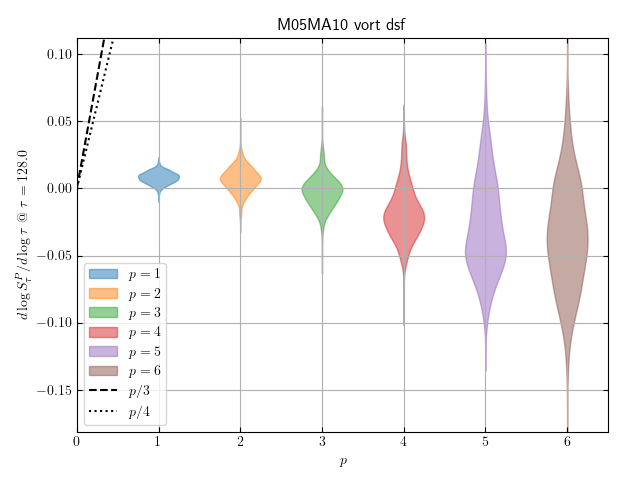 M05MA10 vort dsf
d log S_τ^P / d log τ @ τ = 128.0
0.10
0.05
0.00
−0.05
−0.10
−0.15
p = 1
p = 2
p = 3
p = 4
p = 5
p = 6
p/3
p/4
0 1 2 3 4 5 6
p